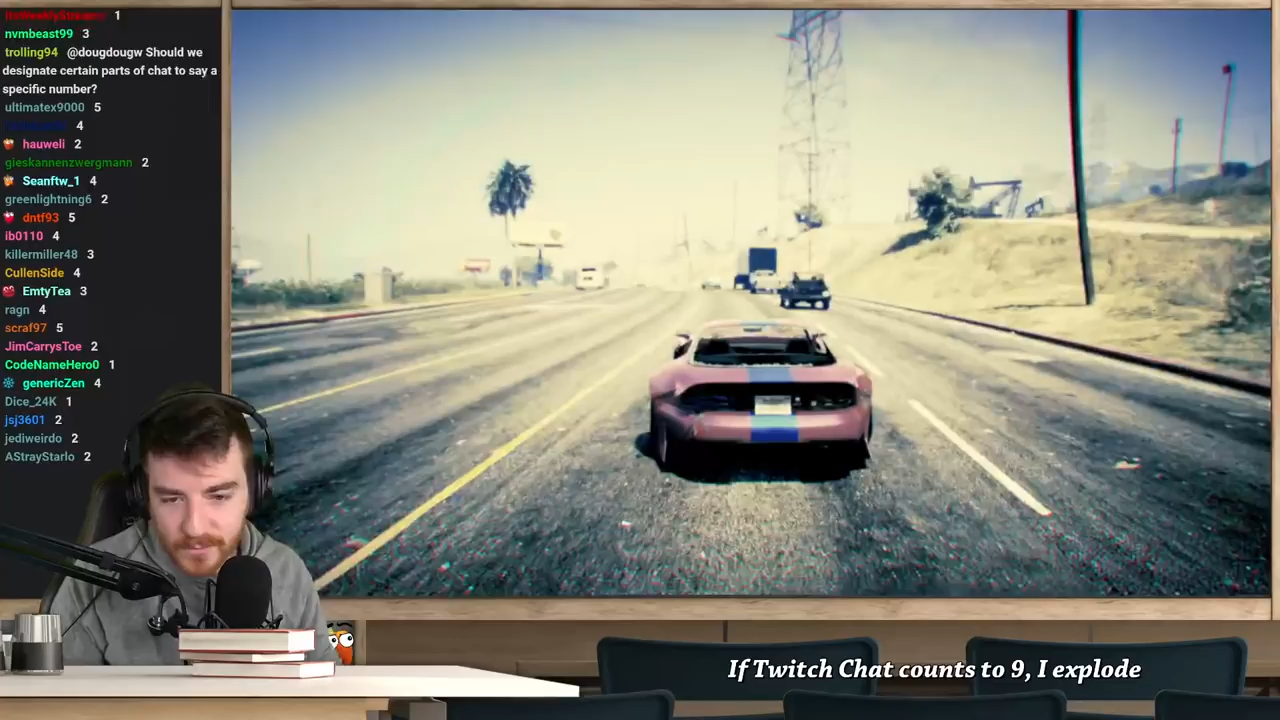 itsWeeklyStreams 1
nvmbeast99 3
trolling94 @dougdougw Should we
designate certain parts of chat to say a
specific number?
ultimatex9000 5
4
hauweli 2
gieskannenzwergmann 2
Seanftw_1 4
greenlightning6 2
dntf93 5
ib0110 4
killermiller48 3
CullenSide 4
EmtyTea 3
ragn 4
scraf97 5
JimCarrysToe 2
CodeNameHero0 1
genericZen 4
Dice_24K 1
jsj3601 2
jediweirdo 2
AStrayStarlo 2
If Twitch Chat counts to 9, I explode